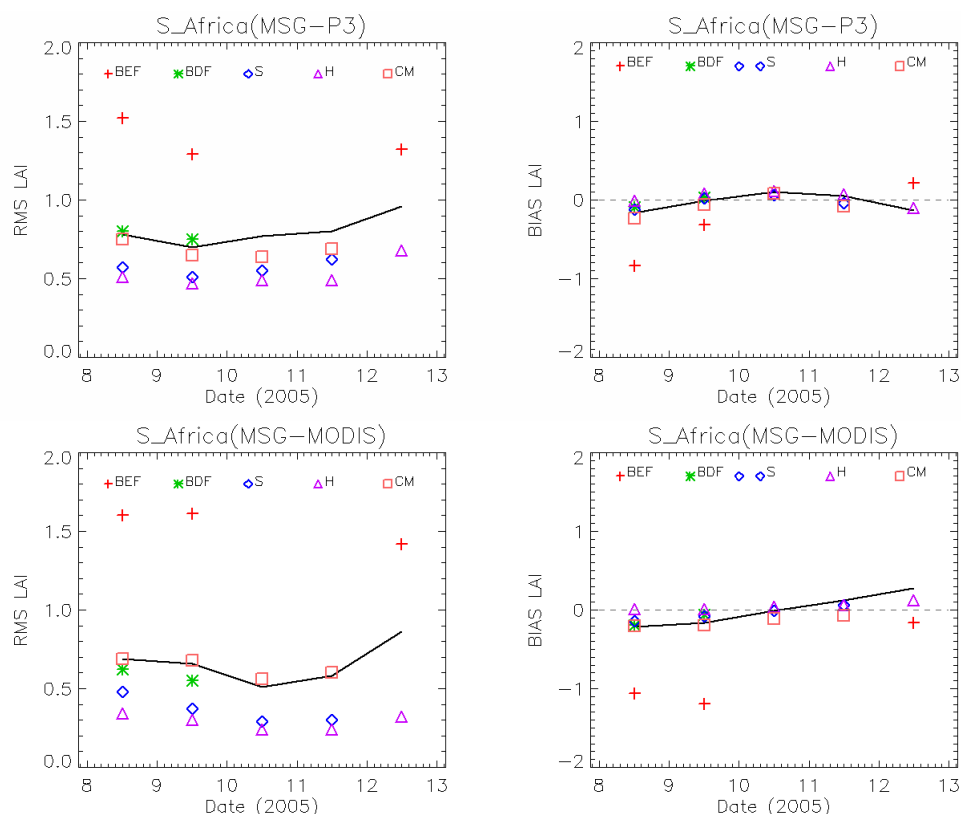 S_Africa(MSG-P3)
2.0
BEF BDF S H CM
1.5
RMS LAI
1.0
0.5
0.0
8 9 10 11 12 13
Date (2005)
S_Africa(MSG-P3)
2
BEF BDF S H CM
1
BIAS LAI
0
−1
−2
8 9 10 11 12 13
Date (2005)
S_Africa(MSG-MODIS)
2.0
BEF BDF S H CM
1.5
RMS LAI
1.0
0.5
0.0
8 9 10 11 12 13
Date (2005)
S_Africa(MSG-MODIS)
2
BEF BDF S H CM
1
BIAS LAI
0
−1
−2
8 9 10 11 12 13
Date (2005)